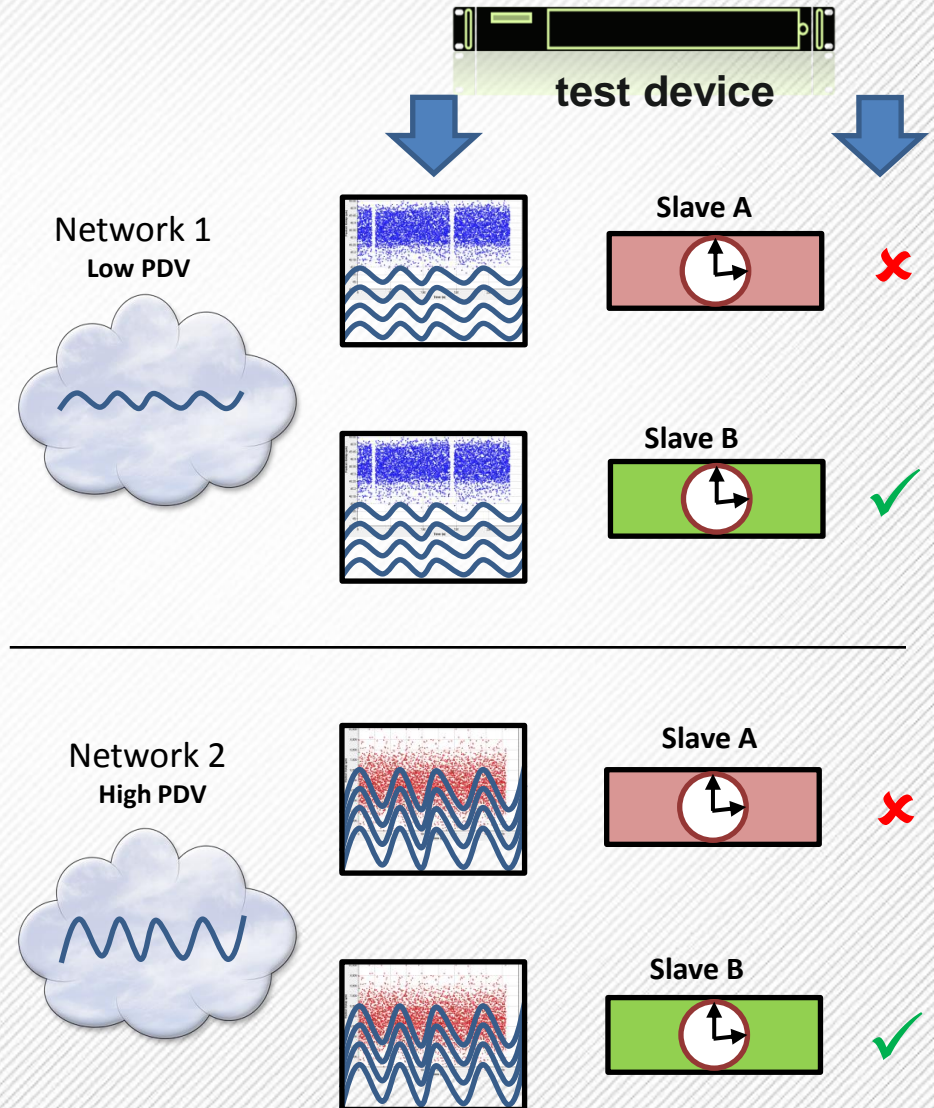 test device
Network 1
Low PDV
Slave A
Slave B
Network 2
High PDV
Slave A
Slave B